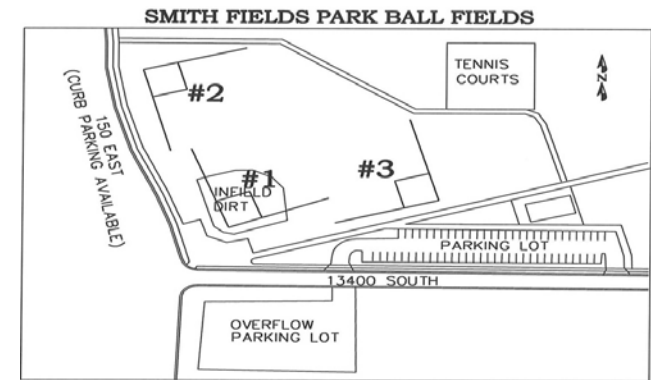 SMITH FIELDS PARK BALL FIELDS
TENNIS
COURTS
N
#2
150 EAST
(CURB PARKING AVAILABLE)
#3
#1
INFIELD
DIRT
PARKING LOT
13400 SOUTH
OVERFLOW
PARKING LOT